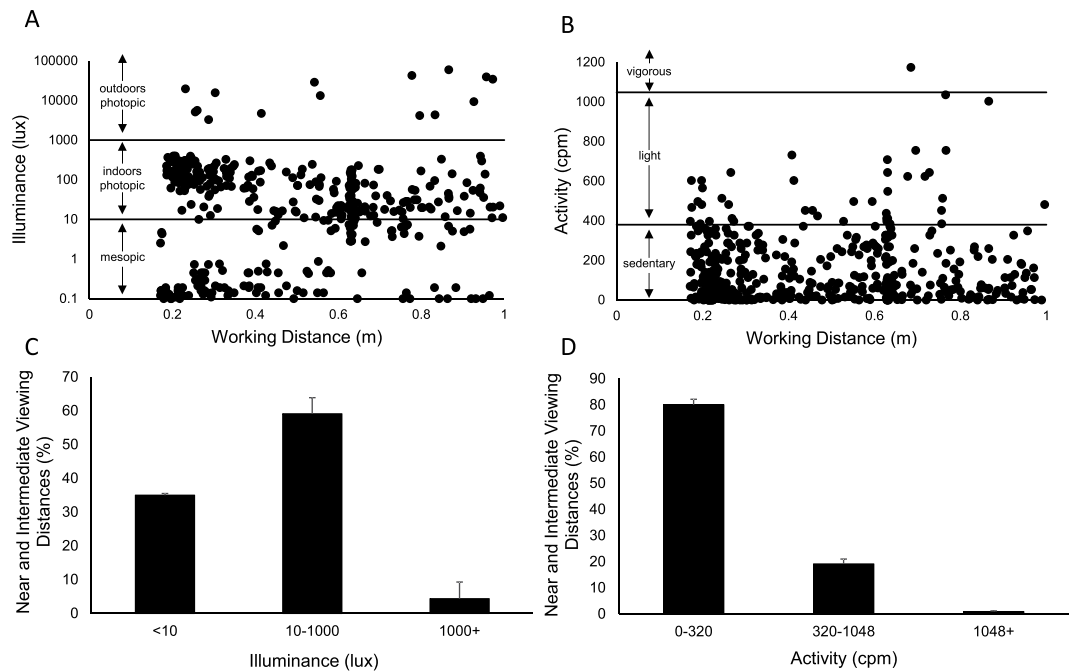 A
Illuminance (lux)
100000
10000
1000
100
10
1
0.1
outdoors
photopic
indoors
photopic
mesopic
0
0.2
0.4
0.6
0.8
1
Working Distance (m)
B
Activity (cpm)
1200
1000
800
600
400
200
0
vigorous
light
sedentary
0
0.2
0.4
0.6
0.8
1
Working Distance (m)
C
Near and Intermediate Viewing
Distances (%)
70
60
50
40
30
20
10
0
<10
10-1000
1000+
Illuminance (lux)
D
Near and Intermediate Viewing
Distances (%)
90
80
70
60
50
40
30
20
10
0
0-320
320-1048
1048+
Activity (cpm)